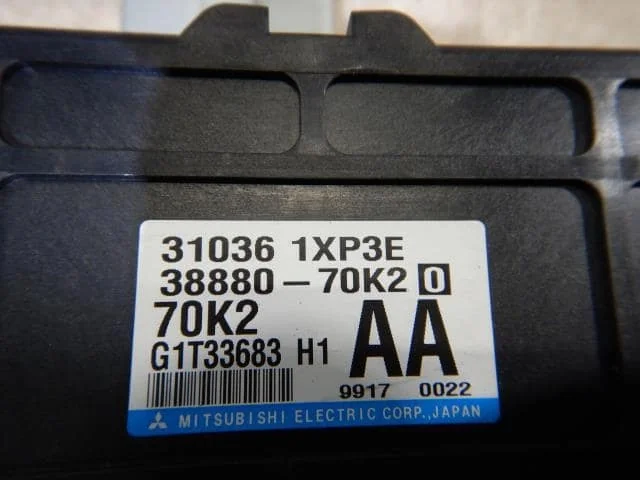 31036 1XP3E
38880-70K2 0
70K2
AA
G1T33683 H1
9917 0022
MITSUBISHI ELECTRIC CORP., JAPAN